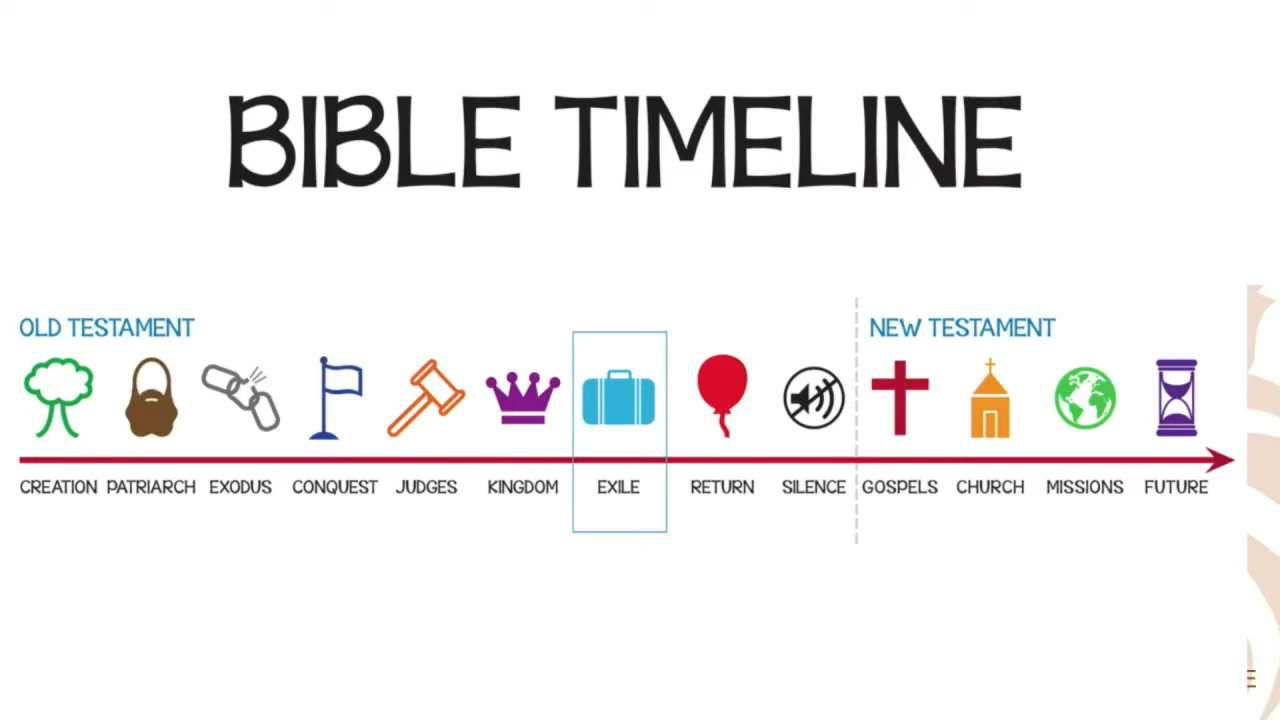 BIBLE TIMELINE
OLD TESTAMENT
NEW TESTAMENT
CREATION PATRIARCH EXODUS CONQUEST JUDGES KINGDOM EXILE RETURN SILENCE GOSPELS CHURCH MISSIONS FUTURE